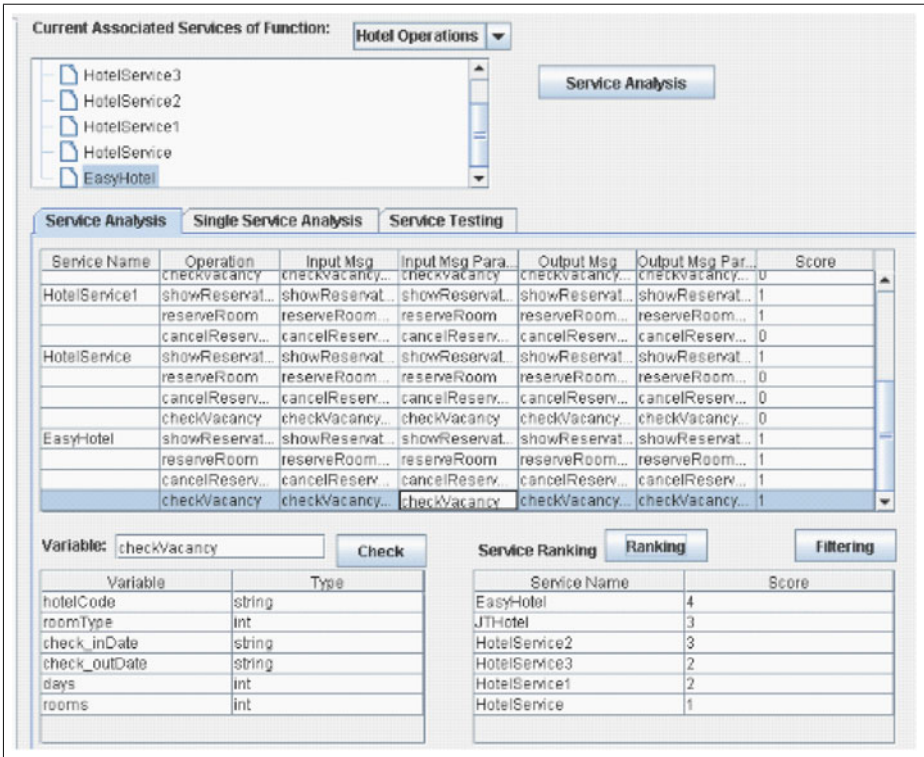 Current Associated Services of Function: Hotel Operations
HotelService3
Service Analysis
HotelService2
HotelService1
HotelService
EasyHotel
Service Analysis Single Service Analysis Service Testing
Service Name Operation Input Msg Input Msg Para... Output Msg Output Msg Par... Score
checkVacancy checkVacancy... checkVacancy checkVacancy... checkVacancy... 0
HotelService1 showReservat... showReservat... showReservat... showReservat... showReservat... 1
reserveRoom reserveRoom... reserveRoom reserveRoom... reserveRoom... 1
cancelReserv... cancelReserv... cancelReserv... cancelReserv... cancelReserv... 0
HotelService showReservat... showReservat... showReservat... showReservat... showReservat... 1
reserveRoom reserveRoom... reserveRoom reserveRoom... reserveRoom... 0
cancelReserv... cancelReserv... cancelReserv... cancelReserv... cancelReserv... 0
checkVacancy checkVacancy... checkVacancy checkVacancy... checkVacancy... 0
EasyHotel showReservat... showReservat... showReservat... showReservat... showReservat... 1
reserveRoom reserveRoom... reserveRoom reserveRoom... reserveRoom... 1
cancelReserv... cancelReserv... cancelReserv... cancelReserv... cancelReserv... 1
checkVacancy checkVacancy... checkVacancy checkVacancy... checkVacancy... 1
Variable: checkVacancy Check
Variable Type
hotelCode string
roomType int
check_inDate string
check_outDate string
days int
rooms int
Service Ranking Ranking Filtering
Service Name Score
EasyHotel 4
JTHotel 3
HotelService2 3
HotelService3 2
HotelService1 2
HotelService 1